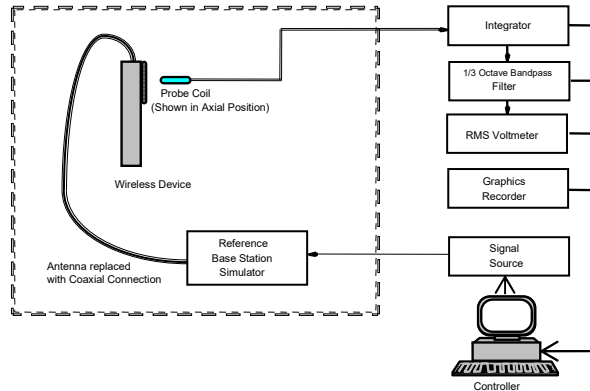 Integrator
1/3 Octave Bandpass
Filter
RMS Voltmeter
Graphics
Recorder
Probe Coil
(Shown in Axial Position)
Wireless Device
Reference
Base Station
Simulator
Signal
Source
Antenna replaced
with Coaxial Connection
Controller